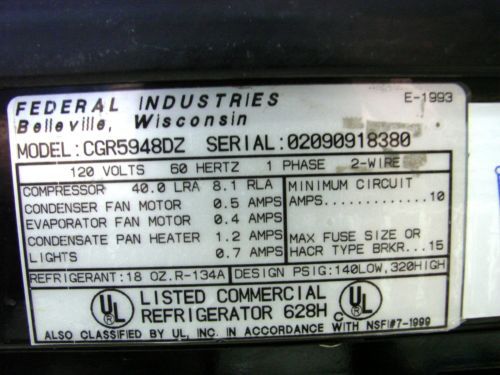 E-1993
FEDERAL INDUSTRIES
Belleville, Wisconsin
MODEL: CGR5948DZ SERIAL: 02090918380
120 VOLTS 60 HERTZ 1 PHASE 2-WIRE
COMPRESSOR 40.0 LRA 8.1 RLA
CONDENSER FAN MOTOR 0.5 AMPS
EVAPORATOR FAN MOTOR 0.4 AMPS
CONDENSATE PAN HEATER 1.2 AMPS
LIGHTS 0.7 AMPS
MINIMUM CIRCUIT
AMPS..............10
MAX FUSE SIZE OR
HACR TYPE BRKR...15
REFRIGERANT:18 OZ.R-134A
DESIGN PSIG:140LOW,320HIGH
UL LISTED COMMERCIAL
REFRIGERATOR 628H C UL
ALSO CLASSIFIED BY UL, INC. IN ACCORDANCE WITH NSF/#7-1999